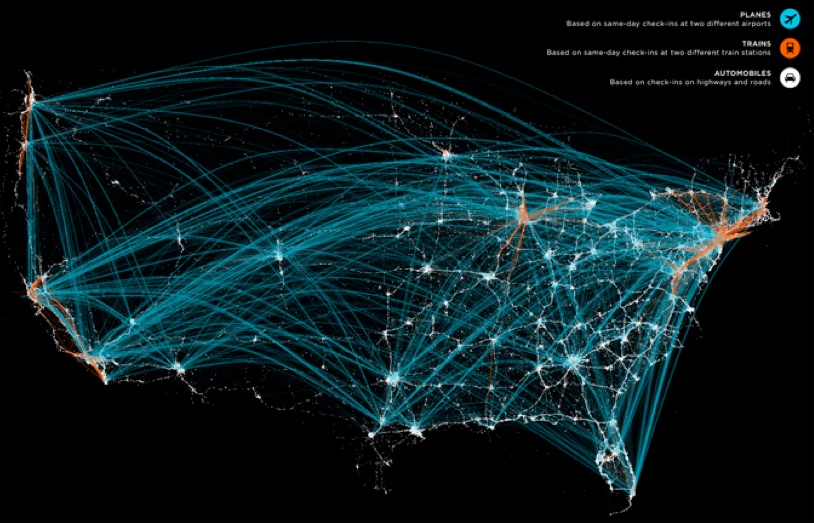 PLANES
Based on same-day check-ins at two different airports
TRAINS
Based on same-day check-ins at two different train stations
AUTOMOBILES
Based on check-ins on highways and roads